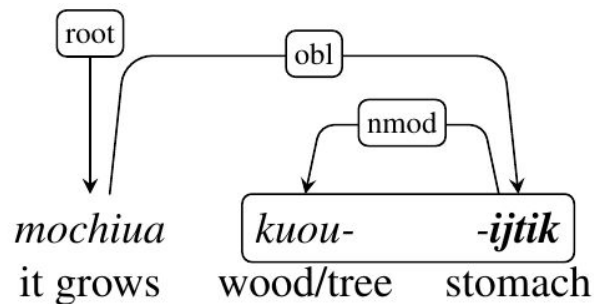 root
obl
nmod
mochiua kuou- -ijtik
it grows wood/tree stomach